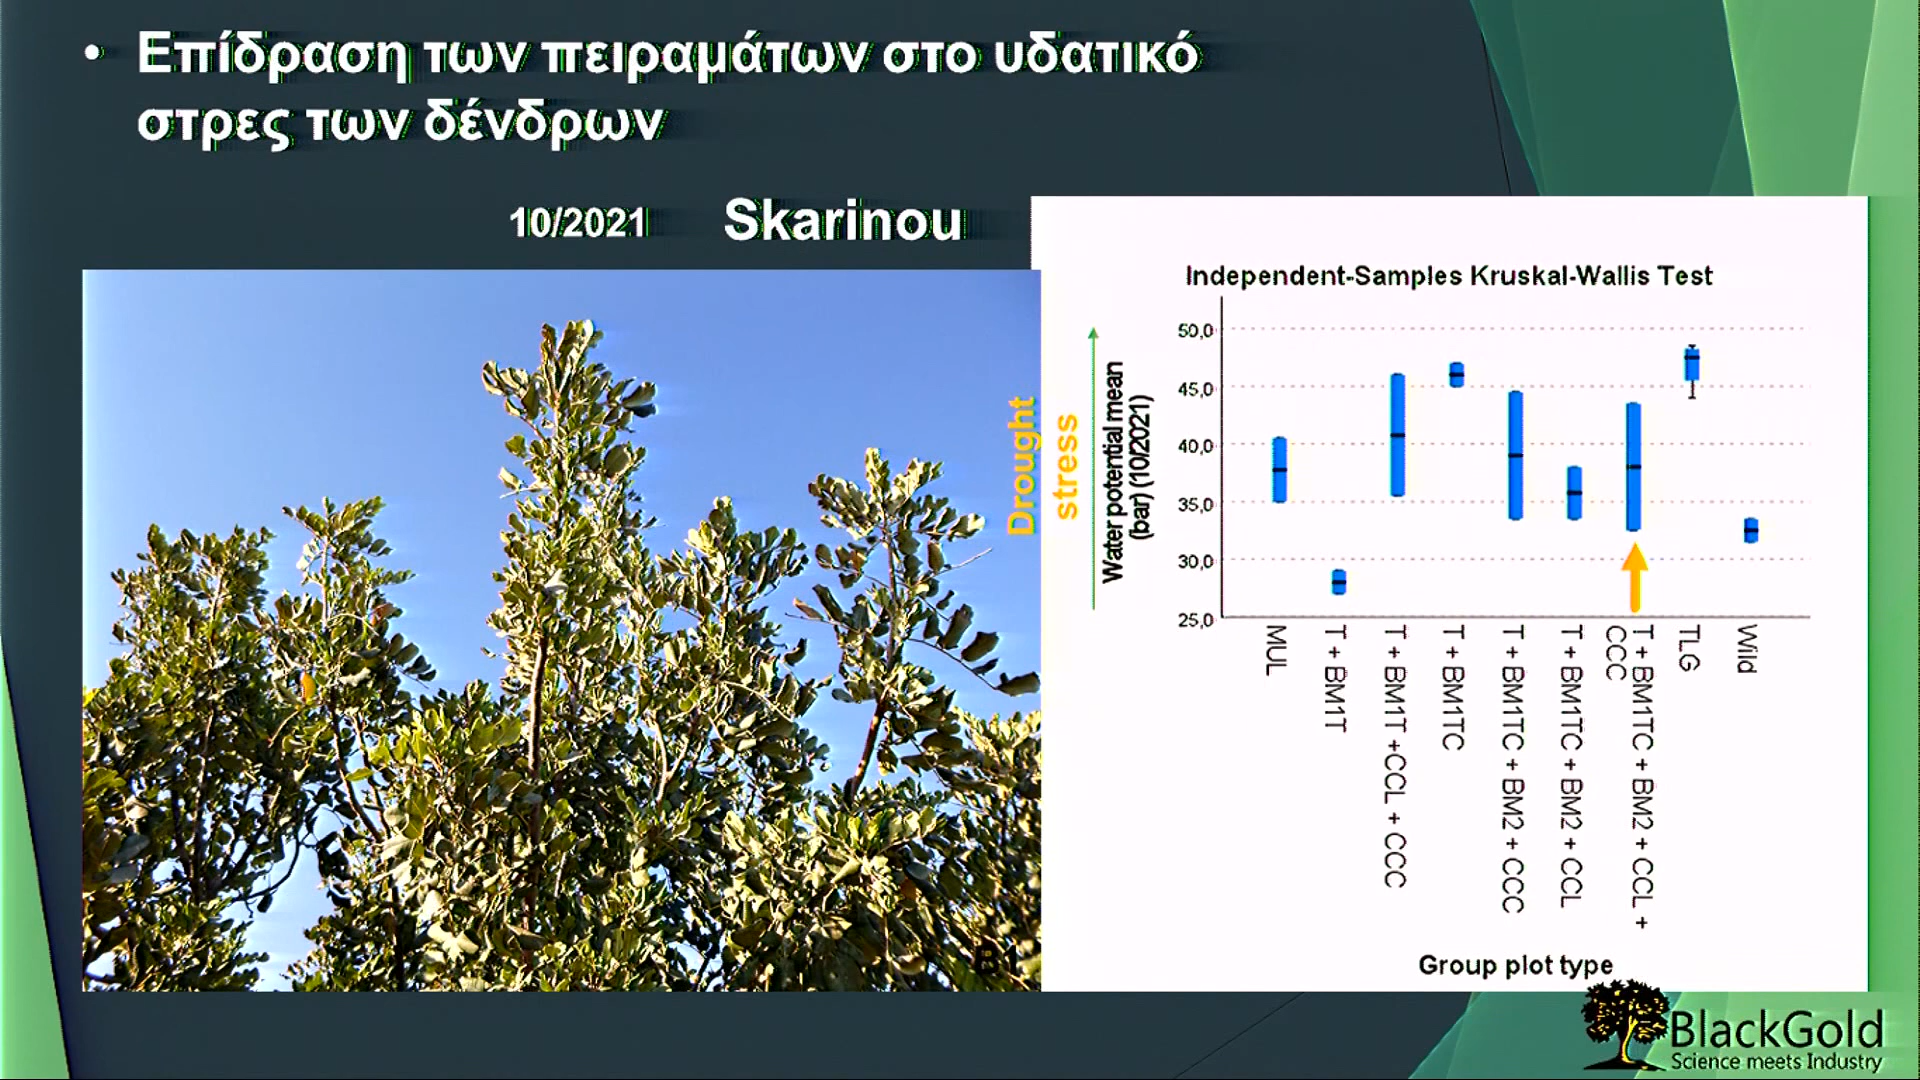 • Επίδραση των πειραμάτων στο υδατικό
στρες των δένδρων
10/2021
Skarinou
Independent-Samples Kruskal-Wallis Test
Drought
stress
Water potential mean
(bar) (10/2021)
50,0
45,0
40,0
35,0
30,0
25,0
MUL
T + BM1T
T + BM1T +CCL + CCC
T + BM1TC
T + BM1TC + BM2 + CCC
T + BM1TC + BM2 + CCL
T + BM1TC + BM2 + CCL +
CCC
TLG
Wild
Group plot type
BlackGold
Science meets Industry